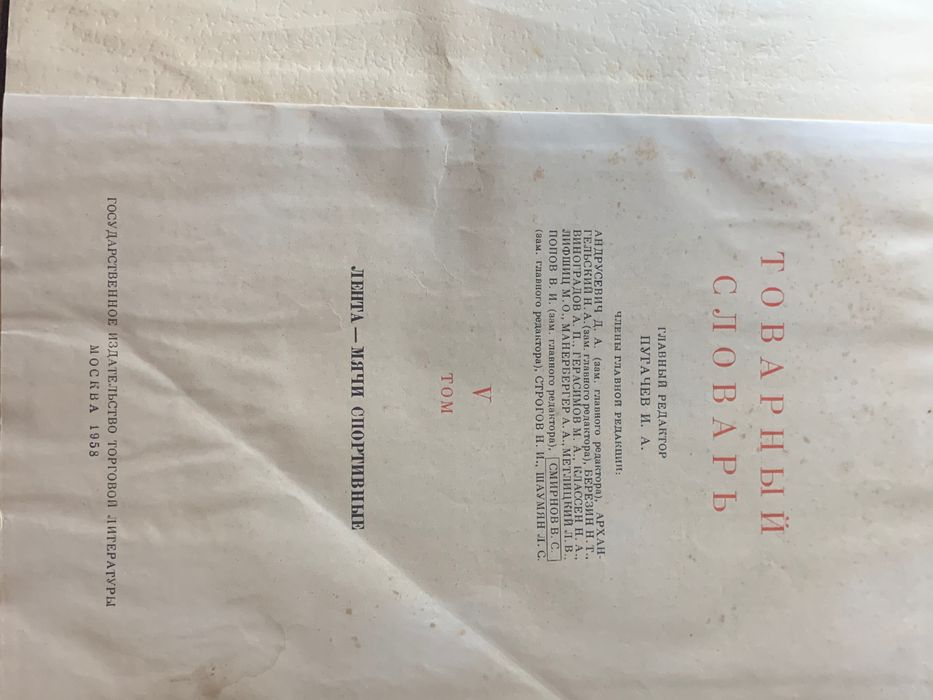 ТОВАРНЫЙ
СЛОВАРЬ
ГЛАВНЫЙ РЕДАКТОР
ПУГАЧЕВ И. А.
ЧЛЕНЫ ГЛАВНОЙ РЕДАКЦИИ:
АНДРУСЕВИЧ Д. А. (зам. главного редактора), АРХАН-
ГЕЛЬСКИЙ Н. А. (зам. главного редактора), БЕРЕЗИН Н. Т.,
ВИНОГРАДОВ А. П., ГЕРАСИМОВ М. А., КЛАССЕН Н. А.,
ЛИФШИЦ М. О., МАНЕРБЕРГЕР А. А., МЕТЛИЦКИЙ Л. В.,
ПОПОВ В. И. (зам. главного редактора), СМИРНОВ В. С.
(зам. главного редактора), СТРОГОВ Н. И., ШАУМЯН Л. С.
V
ТОМ
ЛЕНТА — МЯЧИ СПОРТИВНЫЕ
ГОСУДАРСТВЕННОЕ ИЗДАТЕЛЬСТВО ТОРГОВОЙ ЛИТЕРАТУРЫ
МОСКВА 1958